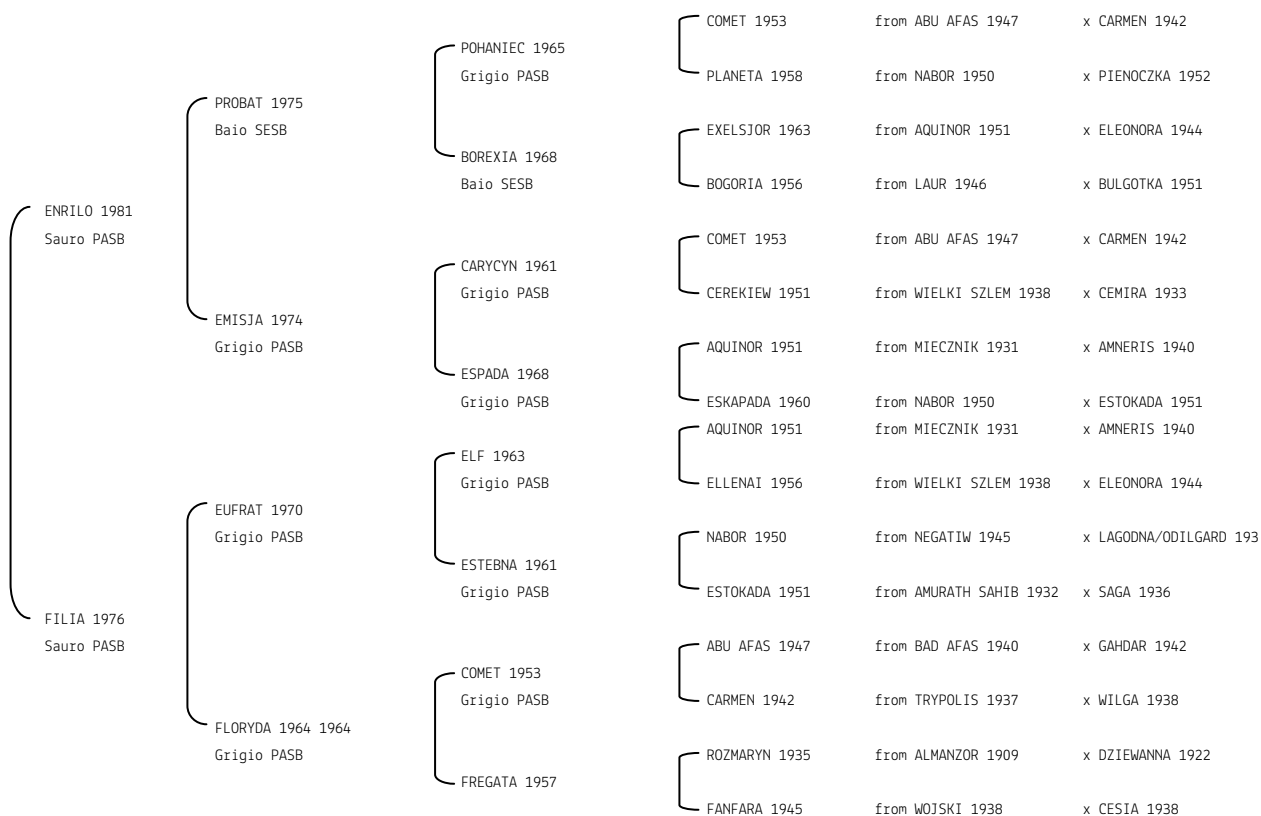 COMET 1953 from ABU AFAS 1947 x CARMEN 1942
POHANIEC 1965
Grigio PASB PLANETA 1958 from NABOR 1950 x PIENOCZKA 1952
PROBAT 1975
Baio SESB EXELSJOR 1963 from AQUINOR 1951 x ELEONORA 1944
BOREXIA 1968
Baio SESB BOGORIA 1956 from LAUR 1946 x BULGOTKA 1951
ENRILO 1981
Sauro PASB COMET 1953 from ABU AFAS 1947 x CARMEN 1942
CARYCYN 1961
Grigio PASB CEREKIEW 1951 from WIELKI SZLEM 1938 x CEMIRA 1933
EMISJA 1974
Grigio PASB AQUINOR 1951 from MIECZNIK 1931 x AMNERIS 1940
ESPADA 1968
Grigio PASB ESKAPADA 1960 from NABOR 1950 x ESTOKADA 1951
AQUINOR 1951 from MIECZNIK 1931 x AMNERIS 1940
ELF 1963
Grigio PASB ELLENAI 1956 from WIELKI SZLEM 1938 x ELEONORA 1944
EUFRAT 1970
Grigio PASB NABOR 1950 from NEGATIW 1945 x LAGODNA/ODILGARD 193
ESTEBNA 1961
Grigio PASB ESTOKADA 1951 from AMURATH SAHIB 1932 x SAGA 1936
FILIA 1976
Sauro PASB ABU AFAS 1947 from BAD AFAS 1940 x GAHDAR 1942
COMET 1953
Grigio PASB CARMEN 1942 from TRYPOLIS 1937 x WILGA 1938
FLORYDA 1964 1964
Grigio PASB ROZMARYN 1935 from ALMANZOR 1909 x DZIEWANNA 1922
FREGATA 1957
FANFARA 1945 from WOJSKI 1938 x CESIA 1938